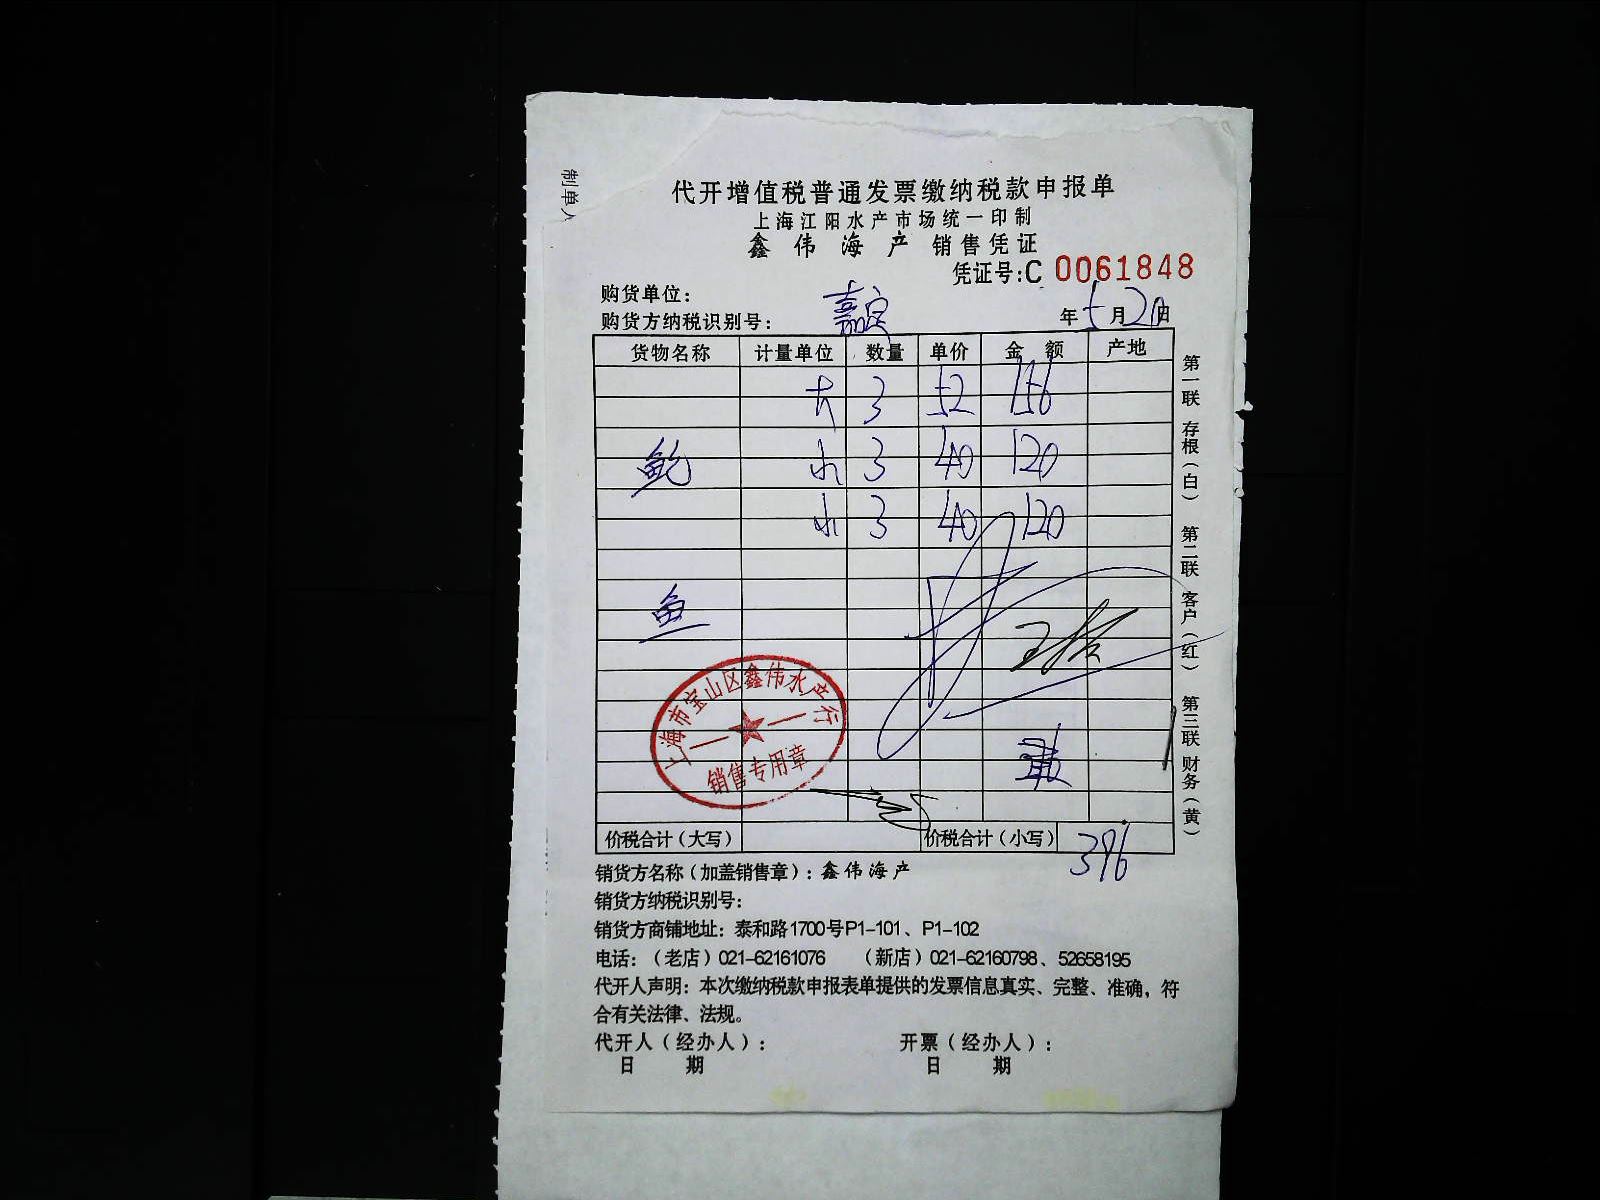 制单人
代开增值税普通发票缴纳税款申报单
上海江阳水产市场统一印制
鑫伟海产 销售凭证
凭证号:C 0061848
购货单位:
嘉定
购货方纳税识别号:
年 5 月 20 日
货物名称 计量单位 数量 单价 金额 产地
大 3 52 156
鲍 小 3 40 120
小 3 40 120
鱼
上海市宝山区鑫伟水产行
销售专用章
价税合计(大写) 价税合计(小写) 396
销货方名称(加盖销售章): 鑫伟海产
销货方纳税识别号:
销货方商铺地址: 泰和路1700号P1-101、P1-102
电话:(老店)021-62161076 (新店)021-62160798、52658195
代开人声明: 本次缴纳税款申报表单提供的发票信息真实、完整、准确,符
合有关法律、法规。
代开人(经办人): 开票(经办人):
日 期 日 期
第一联 存根(白) 第二联 客户(红) 第三联 财务(黄)